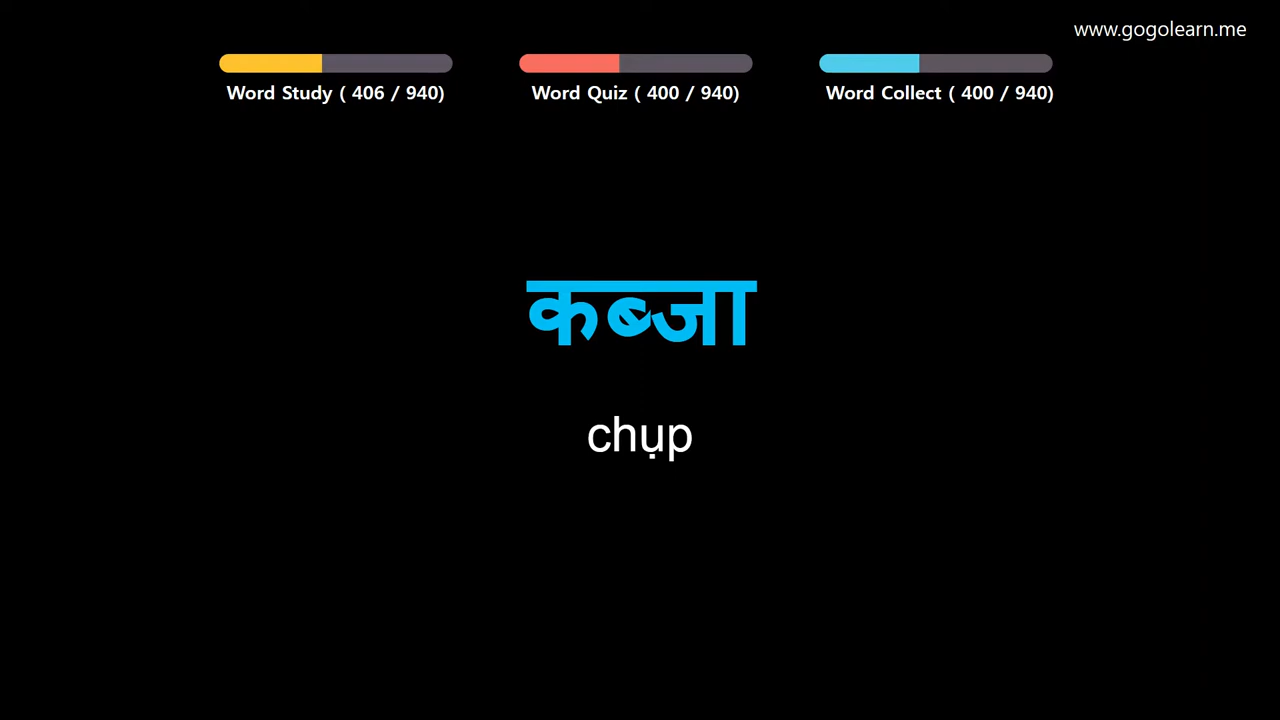 www.gogolearn.me
Word Study ( 406 / 940)
Word Quiz ( 400 / 940)
Word Collect ( 400 / 940)
कब्जा
chụp